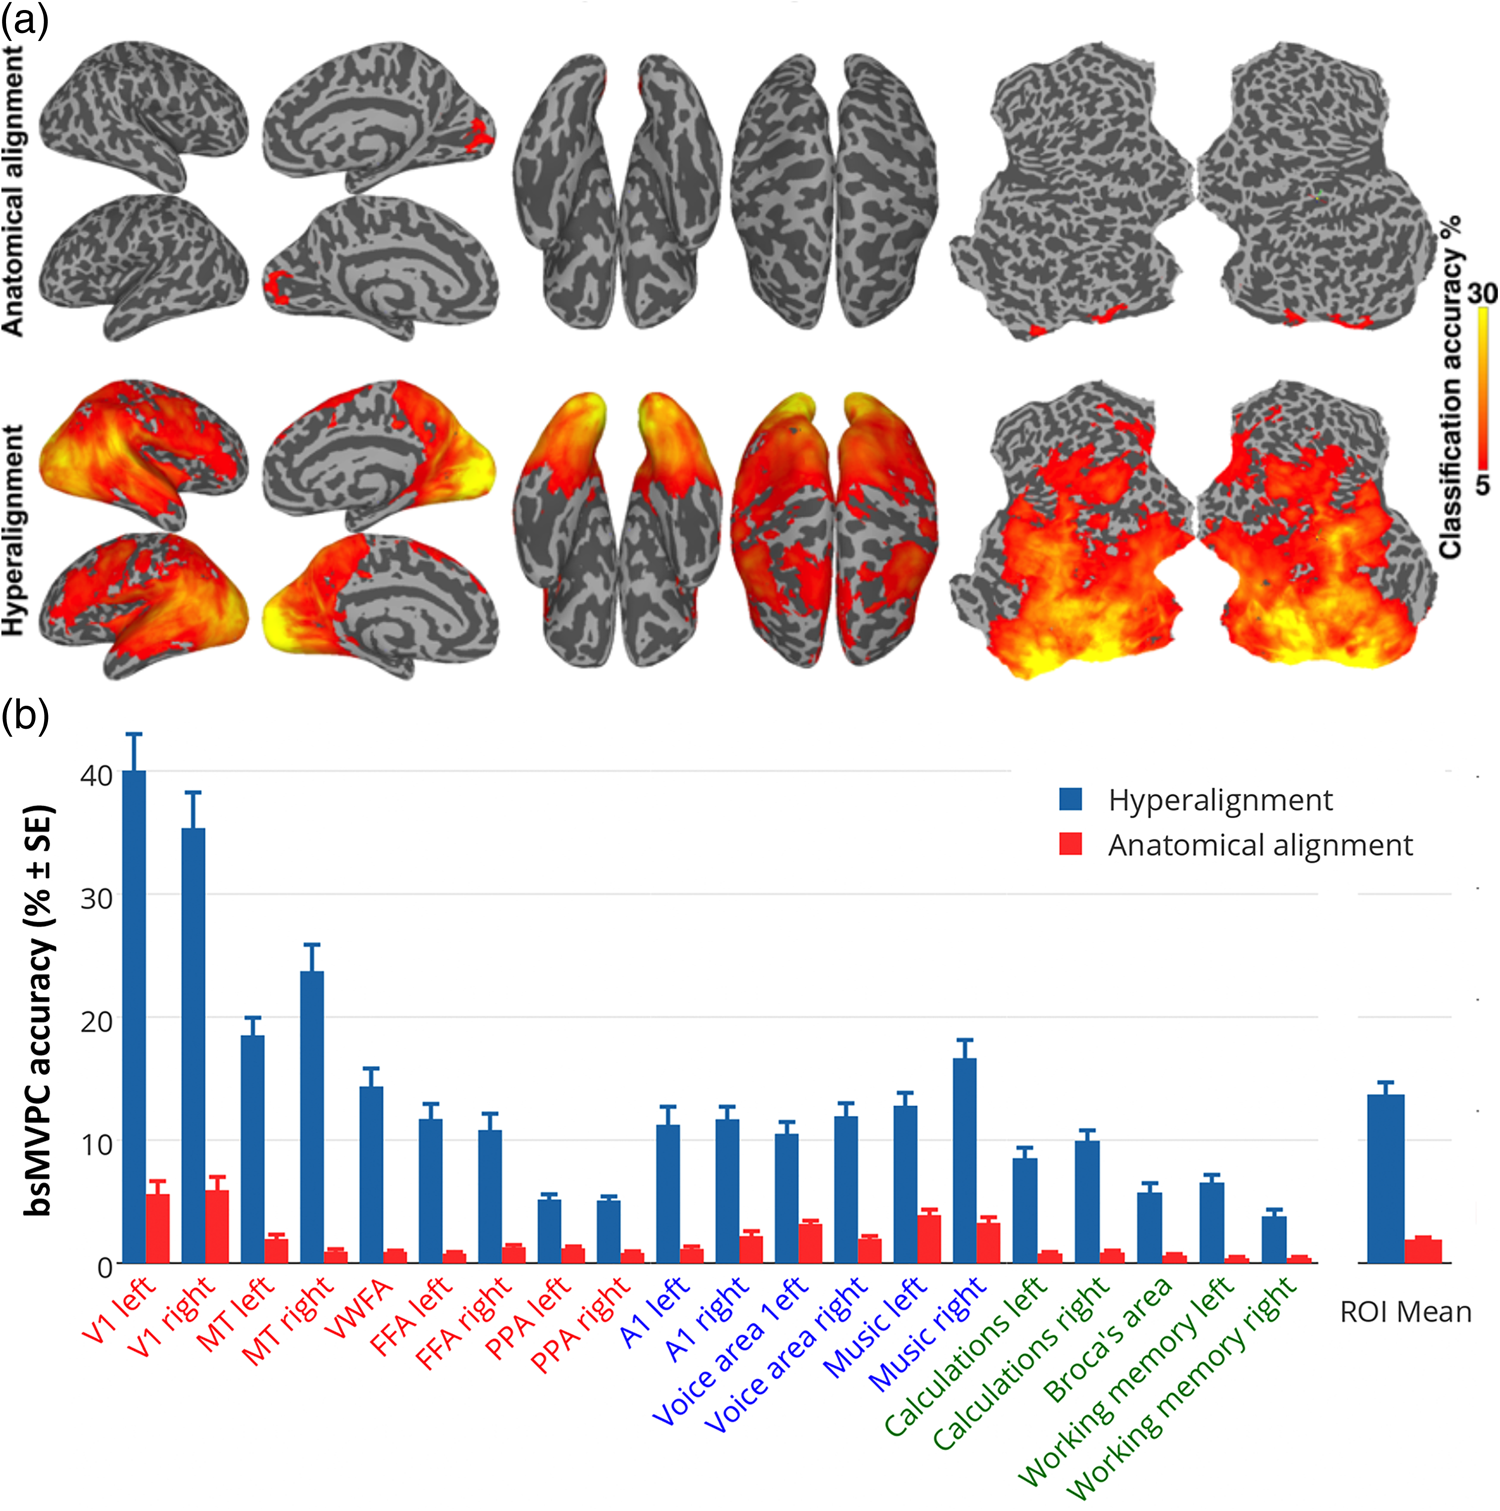 (a)
Anatomical alignment
Hyperalignment
Classification accuracy %
30
5
(b)
bsMVPC accuracy (% ± SE)
40
30
20
10
0
Hyperalignment
Anatomical alignment
V1 left
V1 right
MT left
MT right
VWFA
FFA left
FFA right
PPA left
PPA right
A1 left
A1 right
Voice area 1eft
Voice area right
Music left
Music right
Calculations left
Calculations right
Broca's area
Working memory left
Working memory right
ROI Mean